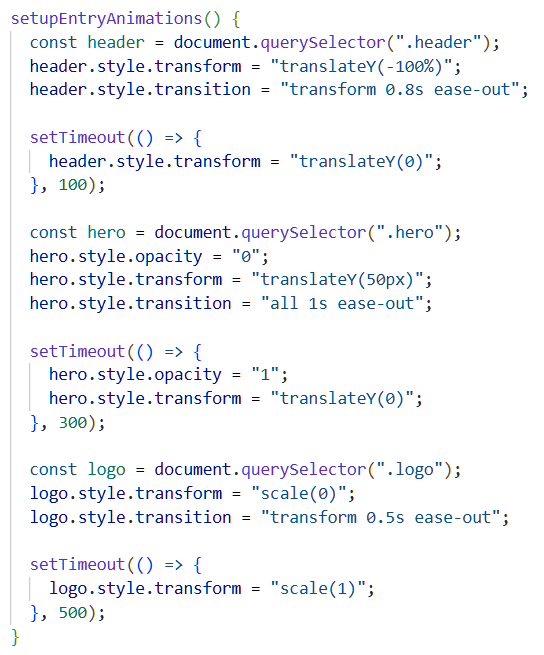 setupEntryAnimations() {
  const header = document.querySelector(".header");
  header.style.transform = "translateY(-100%)";
  header.style.transition = "transform 0.8s ease-out";

  setTimeout(() => {
    header.style.transform = "translateY(0)";
  }, 100);

  const hero = document.querySelector(".hero");
  hero.style.opacity = "0";
  hero.style.transform = "translateY(50px)";
  hero.style.transition = "all 1s ease-out";

  setTimeout(() => {
    hero.style.opacity = "1";
    hero.style.transform = "translateY(0)";
  }, 300);

  const logo = document.querySelector(".logo");
  logo.style.transform = "scale(0)";
  logo.style.transition = "transform 0.5s ease-out";

  setTimeout(() => {
    logo.style.transform = "scale(1)";
  }, 500);
}